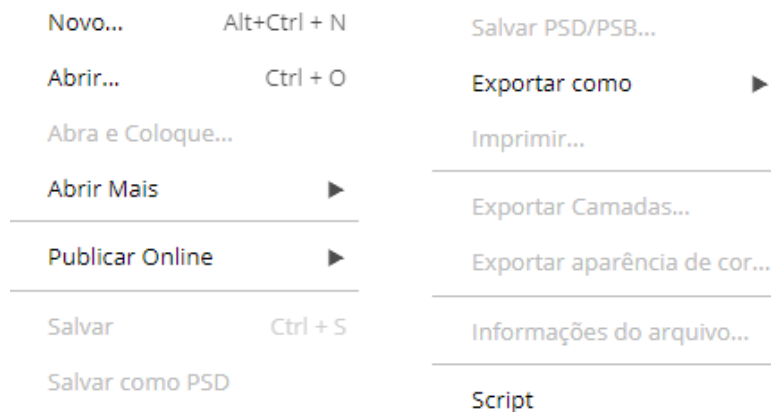 Novo... Alt+Ctrl + N
Abrir... Ctrl + O
Abra e Coloque...
Abrir Mais ▶
Publicar Online ▶
Salvar Ctrl + S
Salvar como PSD
Salvar PSD/PSB...
Exportar como ▶
Imprimir...
Exportar Camadas...
Exportar aparência de cor...
Informações do arquivo...
Script